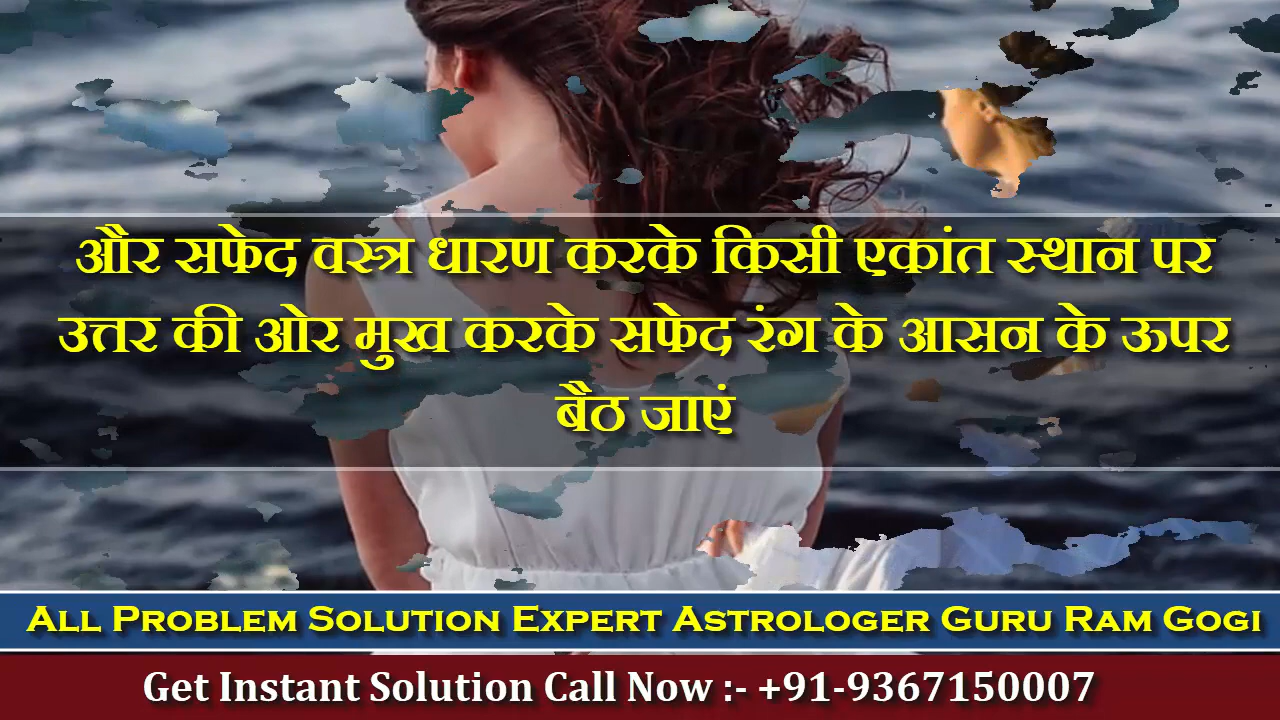 और सफेद वस्त्र धारण करके किसी एकांत स्थान पर
उत्तर की ओर मुख करके सफेद रंग के आसन के ऊपर
बैठ जाएं
All Problem Solution Expert Astrologer Guru Ram Gogi
Get Instant Solution Call Now :- +91-9367150007